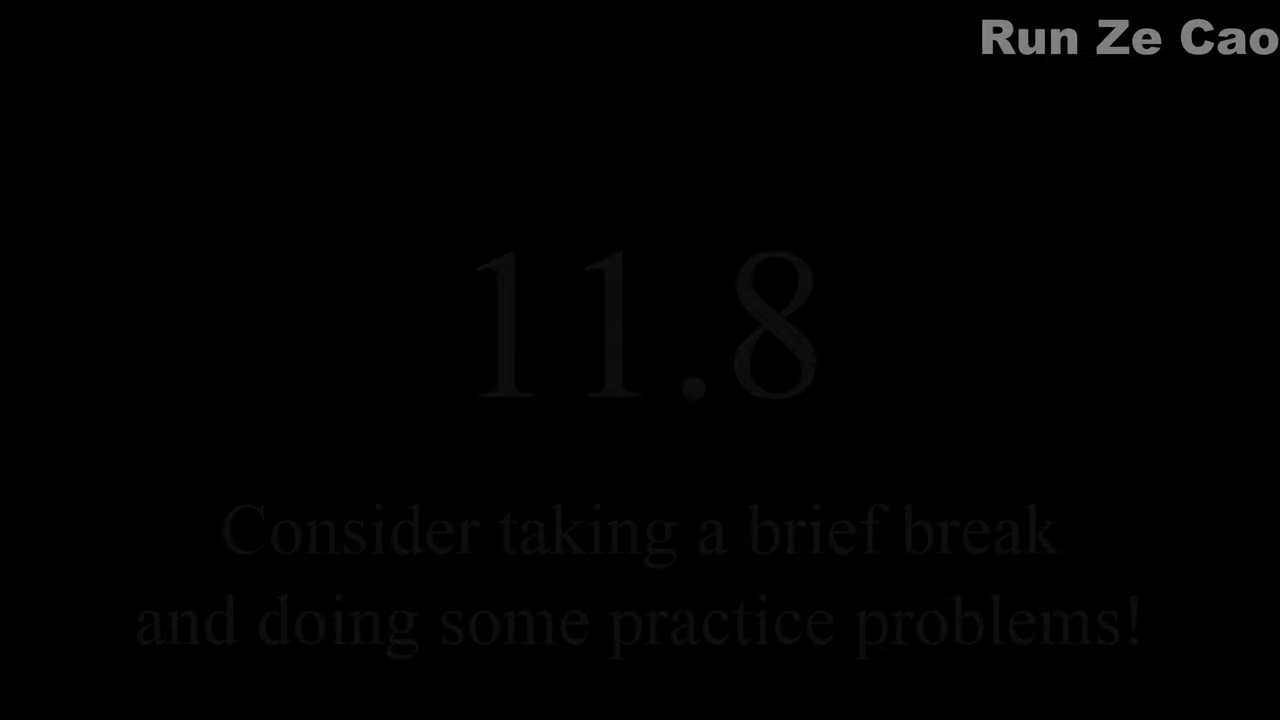 Run Ze Cao
11.8
Consider taking a brief break
and doing some practice problems!